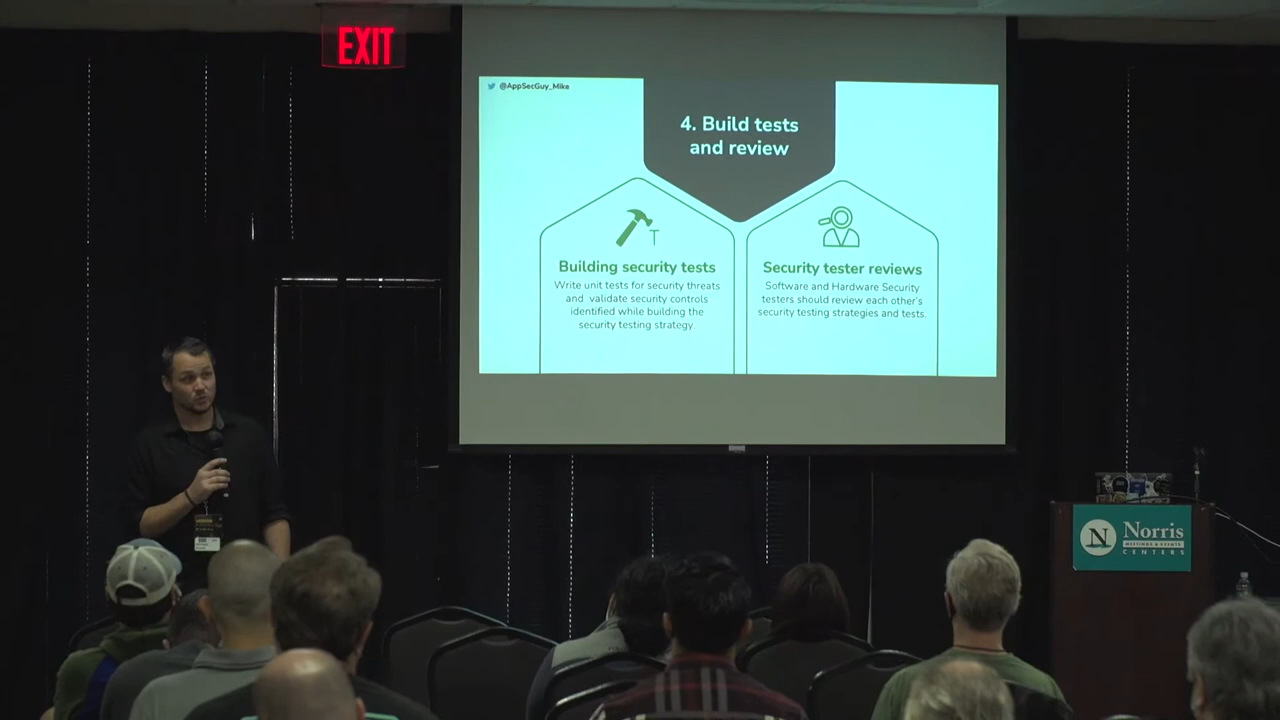 EXIT
@AppSecGuy_Mike
4. Build tests
and review
Building security tests
Write unit tests for security threats
and validate security controls
identified while building the
security testing strategy.
Security tester reviews
Software and Hardware Security
testers should review each other's
security testing strategies and tests.
N
Norris
MEETINGS & EVENTS
CENTERS